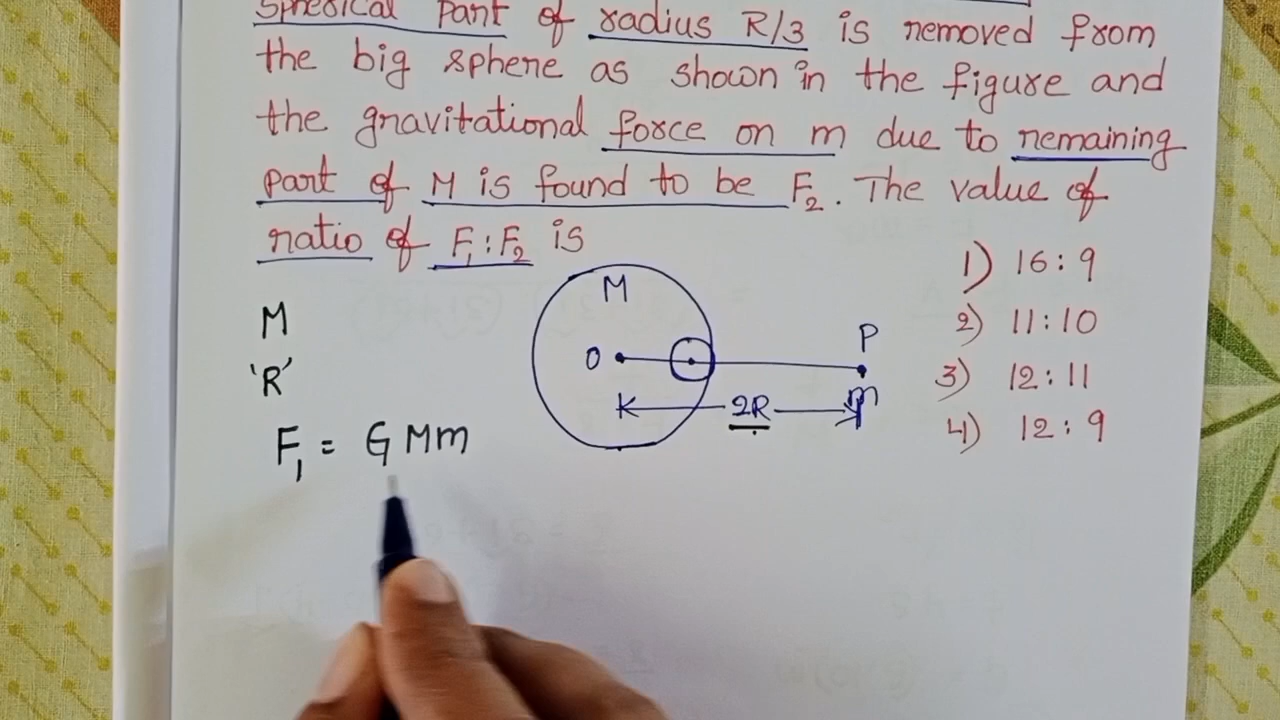 Spherical part of radius R/3 is removed from
the big sphere as shown in the figure and
the gravitational force on m due to remaining
part of M is found to be F₂. The value of
ratio of F₁ : F₂ is
1) 16 : 9
2) 11 : 10
3) 12 : 11
4) 12 : 9
M
O
P
m
2R
M
'R'
F₁ = GMm